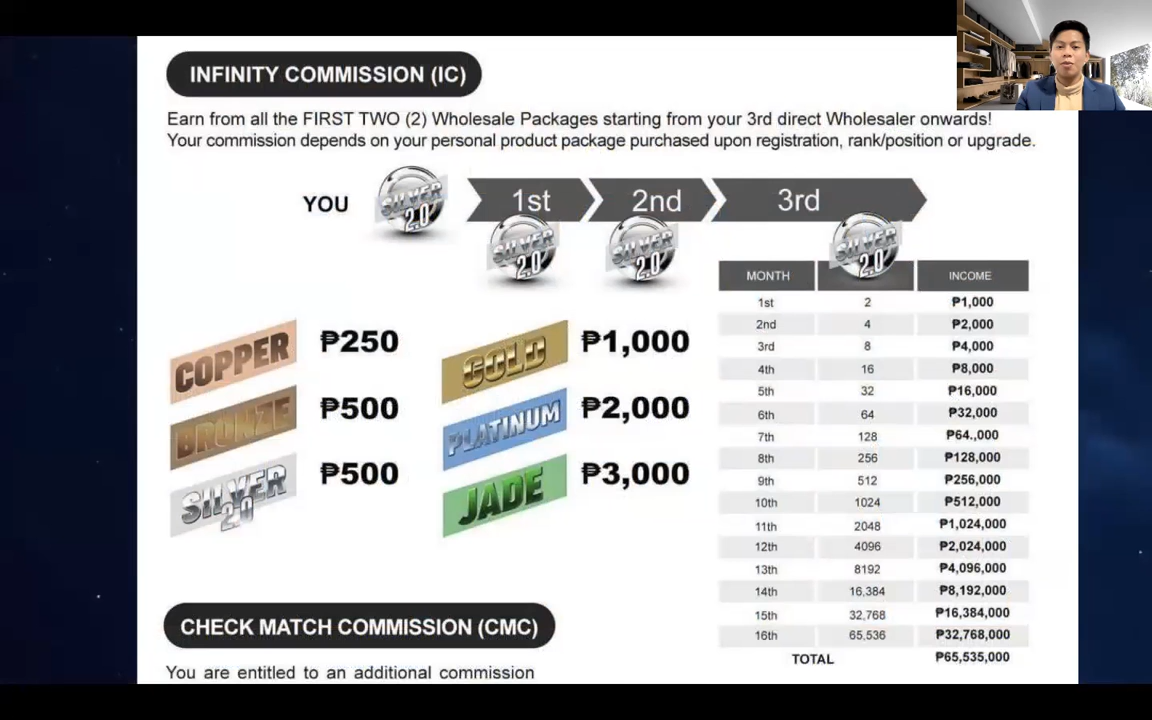 INFINITY COMMISSION (IC)
Earn from all the FIRST TWO (2) Wholesale Packages starting from your 3rd direct Wholesaler onwards!
Your commission depends on your personal product package purchased upon registration, rank/position or upgrade.
YOU SILVER 2.0 1st 2nd 3rd
SILVER 2.0 SILVER 2.0 SILVER 2.0
COPPER ₱250 GOLD ₱1,000
BRONZE ₱500 PLATINUM ₱2,000
SILVER 2.0 ₱500 JADE ₱3,000
MONTH INCOME
1st 2 ₱1,000
2nd 4 ₱2,000
3rd 8 ₱4,000
4th 16 ₱8,000
5th 32 ₱16,000
6th 64 ₱32,000
7th 128 ₱64.,000
8th 256 ₱128,000
9th 512 ₱256,000
10th 1024 ₱512,000
11th 2048 ₱1,024,000
12th 4096 ₱2,024,000
13th 8192 ₱4,096,000
14th 16,384 ₱8,192,000
15th 32,768 ₱16,384,000
16th 65,536 ₱32,768,000
TOTAL ₱65,535,000
CHECK MATCH COMMISSION (CMC)
You are entitled to an additional commission